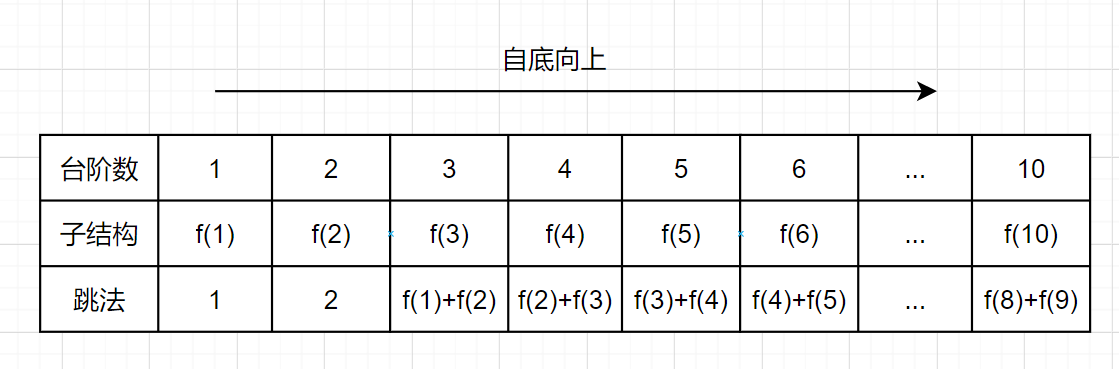 自底向上
台阶数 1 2 3 4 5 6 ... 10
子结构 f(1) f(2) f(3) f(4) f(5) f(6) ... f(10)
跳法 1 2 f(1)+f(2) f(2)+f(3) f(3)+f(4) f(4)+f(5) ... f(8)+f(9)